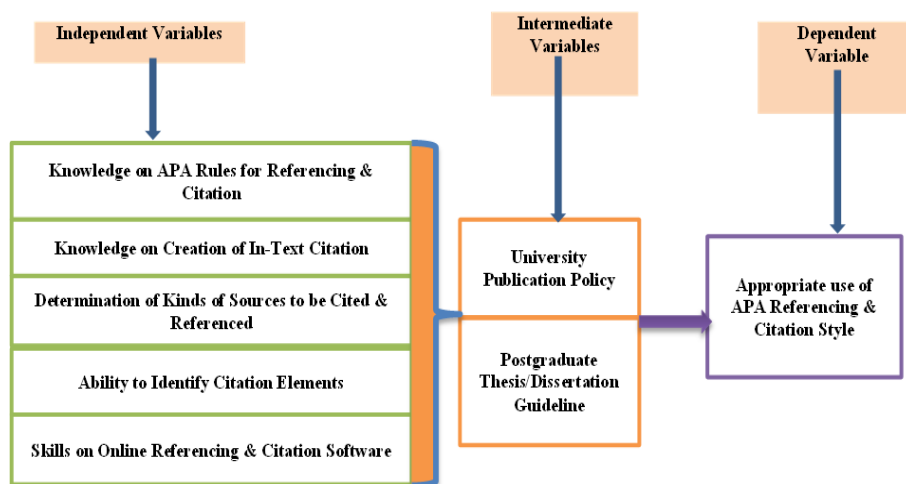 Independent Variables
Intermediate
Variables
Dependent
Variable
Knowledge on APA Rules for Referencing &
Citation
Knowledge on Creation of In-Text Citation
Determination of Kinds of Sources to be Cited &
Referenced
Ability to Identify Citation Elements
Skills on Online Referencing & Citation Software
University
Publication Policy
Postgraduate
Thesis/Dissertation
Guideline
Appropriate use of
APA Referencing &
Citation Style